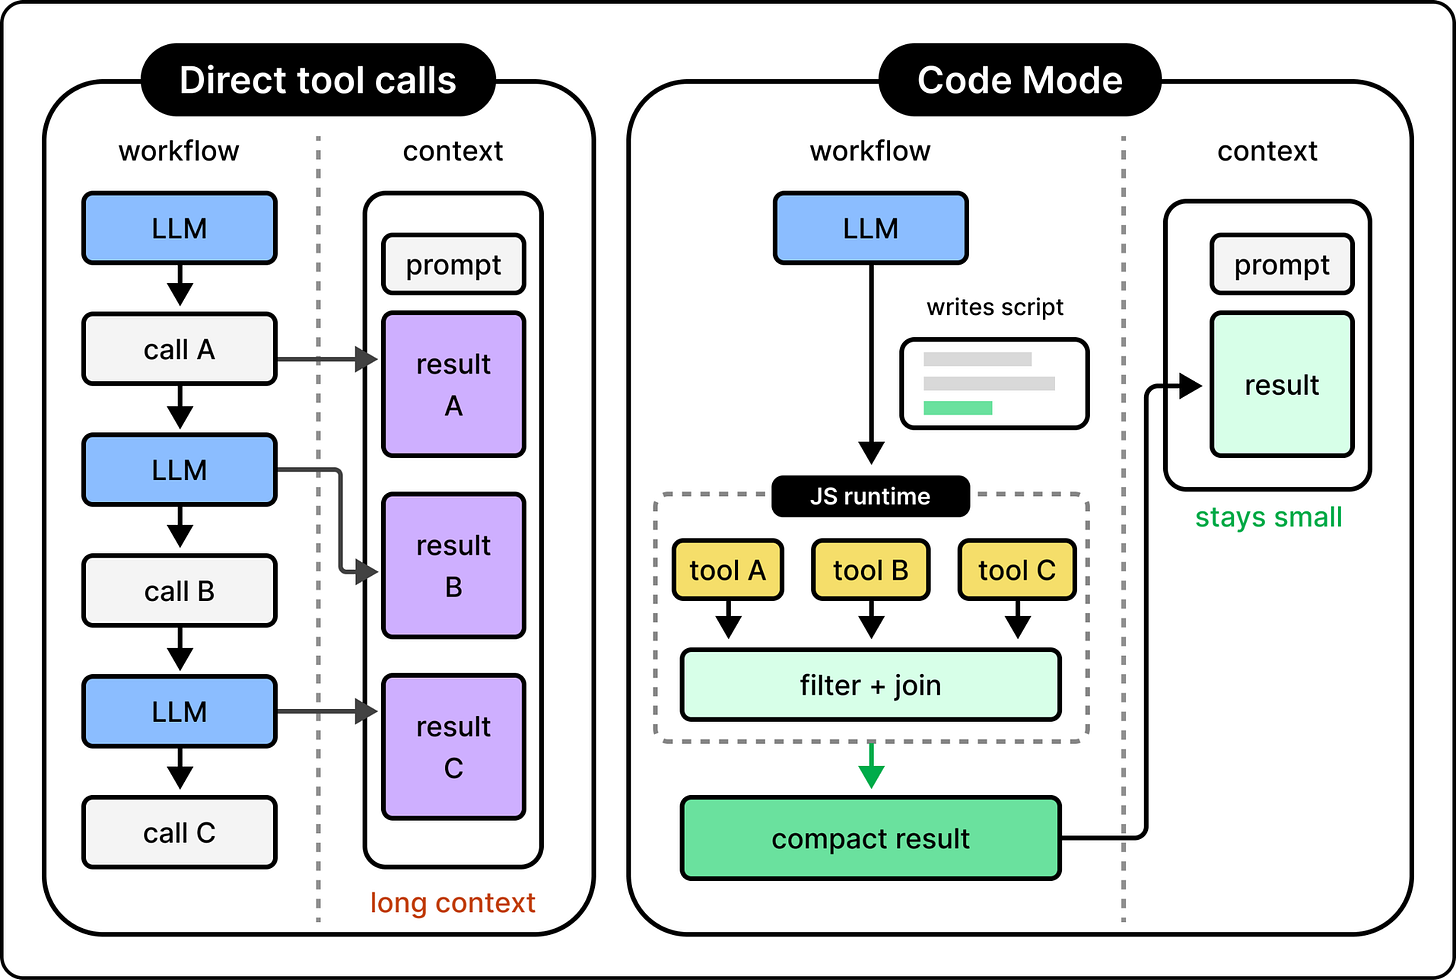 Direct tool calls
workflow
context
LLM
call A
LLM
call B
LLM
call C
prompt
result
A
result
B
result
C
long context
Code Mode
workflow
context
LLM
writes script
JS runtime
tool A
tool B
tool C
filter + join
compact result
prompt
result
stays small